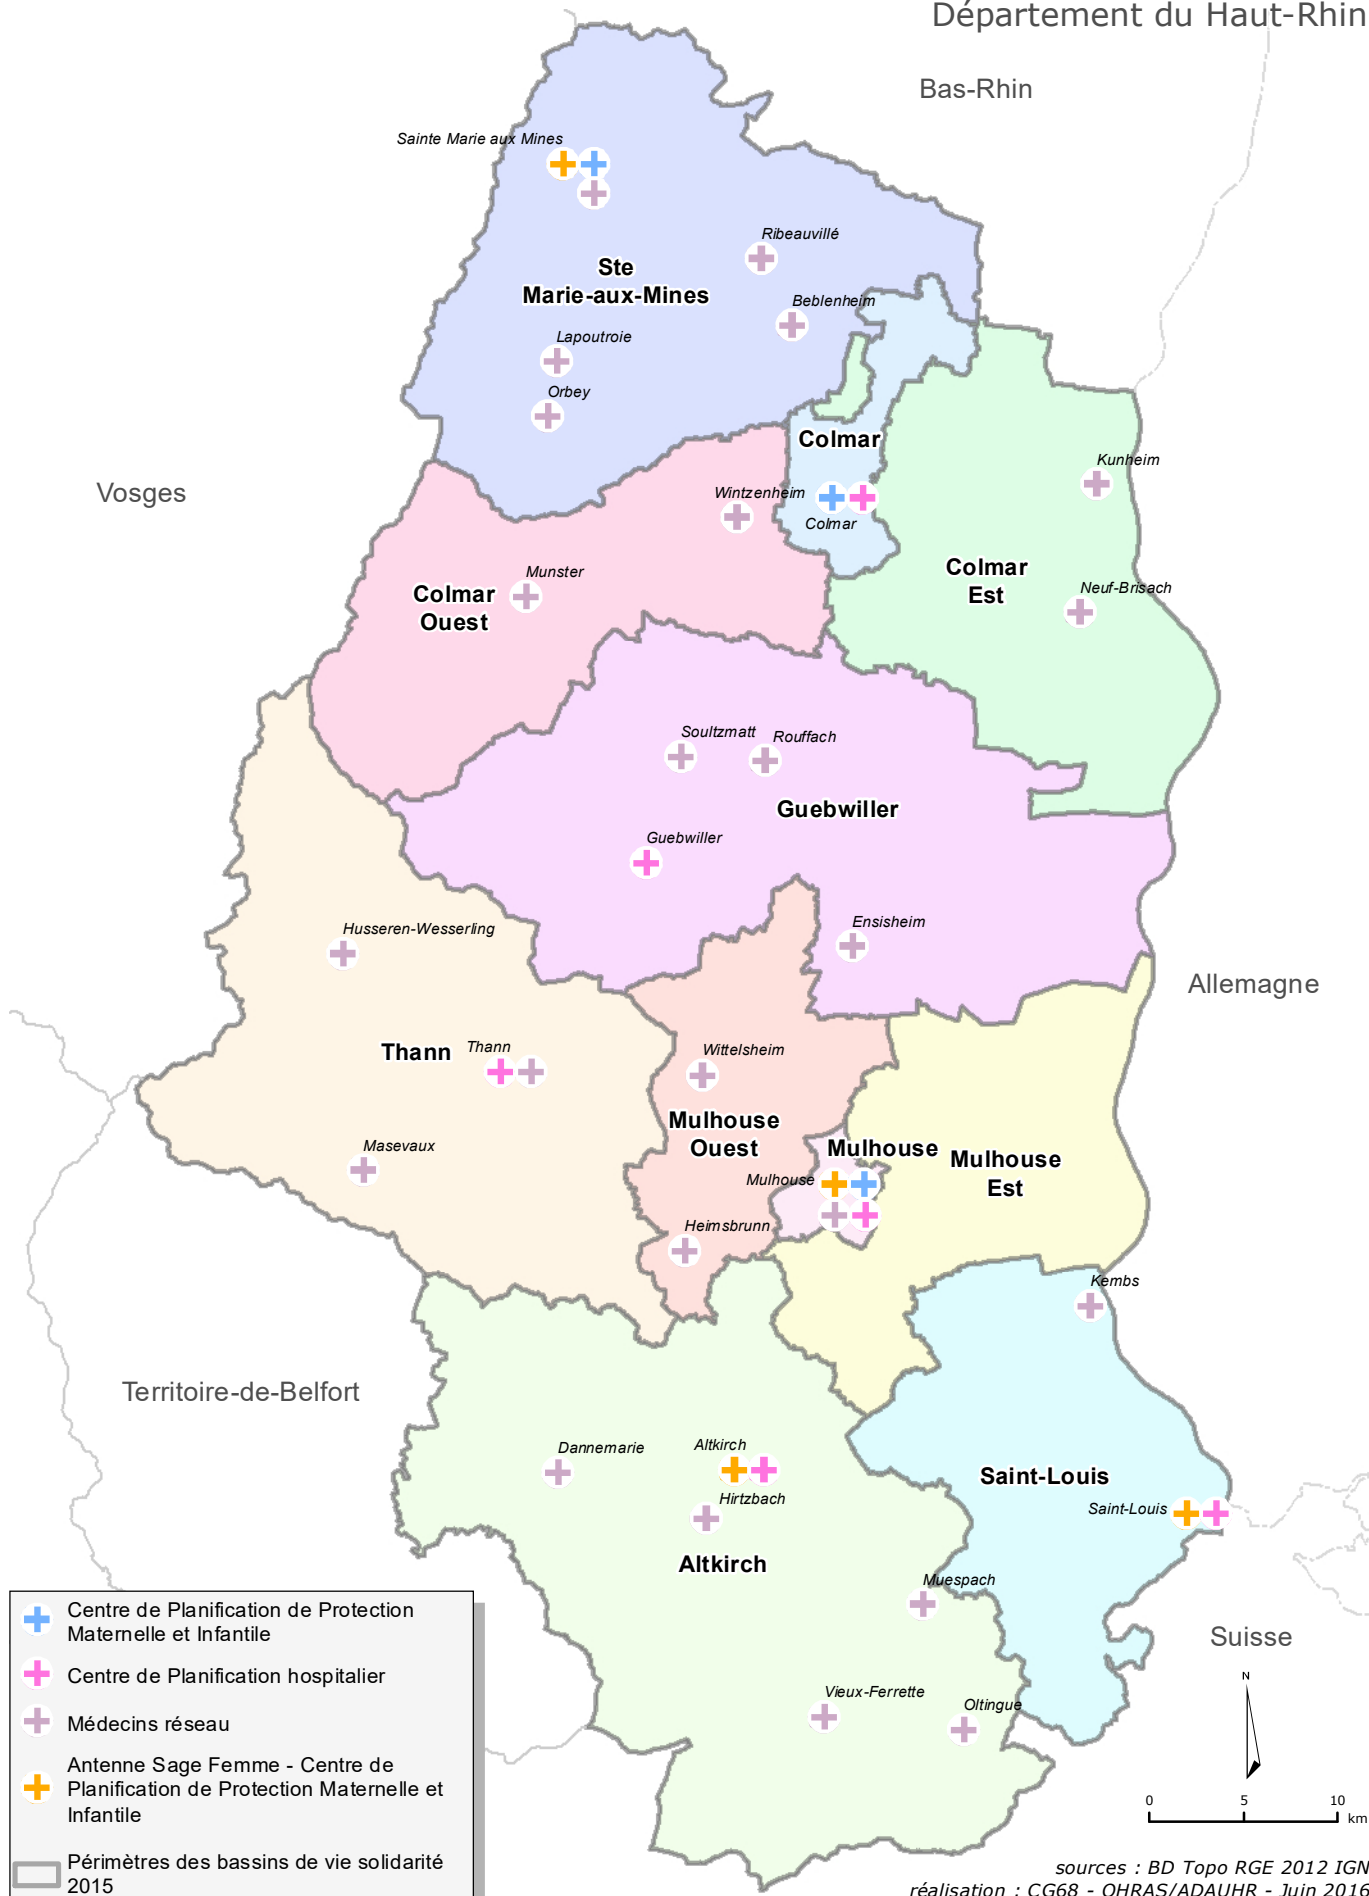 Département du Haut-Rhin
Bas-Rhin
Sainte Marie aux Mines
Ribeauvillé
Ste
Marie-aux-Mines
Beblenheim
Lapoutroie
Orbey
Colmar
Kunheim
Vosges
Wintzenheim
Colmar
Munster
Colmar
Est
Colmar
Ouest
Neuf-Brisach
Soultzmatt
Rouffach
Guebwiller
Guebwiller
Ensisheim
Husseren-Wesserling
Allemagne
Thann
Thann
Wittelsheim
Mulhouse
Ouest
Masevaux
Mulhouse
Mulhouse
Est
Mulhouse
Heimsbrunn
Kembs
Territoire-de-Belfort
Dannemarie
Altkirch
Hirtzbach
Saint-Louis
Saint-Louis
Altkirch
Muespach
Suisse
Vieux-Ferrette
Oltingue
Centre de Planification de Protection
Maternelle et Infantile
Centre de Planification hospitalier
Médecins réseau
Antenne Sage Femme - Centre de
Planification de Protection Maternelle et
Infantile
Périmètres des bassins de vie solidarité
2015
N
0 5 10
km
sources : BD Topo RGE 2012 IGN
réalisation : CG68 - OHRAS/ADAUHR - Juin 2016